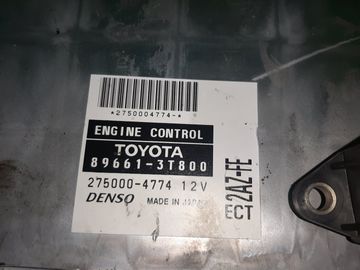 *2750004774-*
ENGINE CONTROL
TOYOTA
89661-3T800
275000-4774 12V
DENSO MADE IN JAPAN
ECT 2AZ-FE